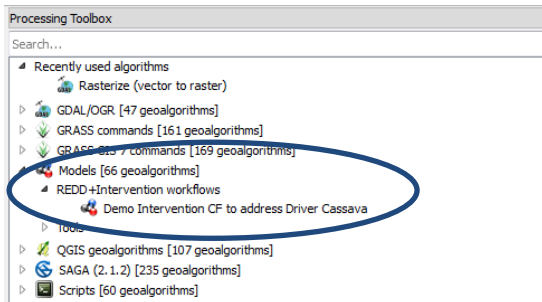 Processing Toolbox
Search...
Recently used algorithms
Rasterize (vector to raster)
GDAL/OGR [47 geoalgorithms]
GRASS commands [161 geoalgorithms]
GRASS GIS 7 commands [169 geoalgorithms]
Models [66 geoalgorithms]
REDD+Intervention workflows
Demo Intervention CF to address Driver Cassava
Tools
QGIS geoalgorithms [107 geoalgorithms]
SAGA (2.1.2) [235 geoalgorithms]
Scripts [60 geoalgorithms]